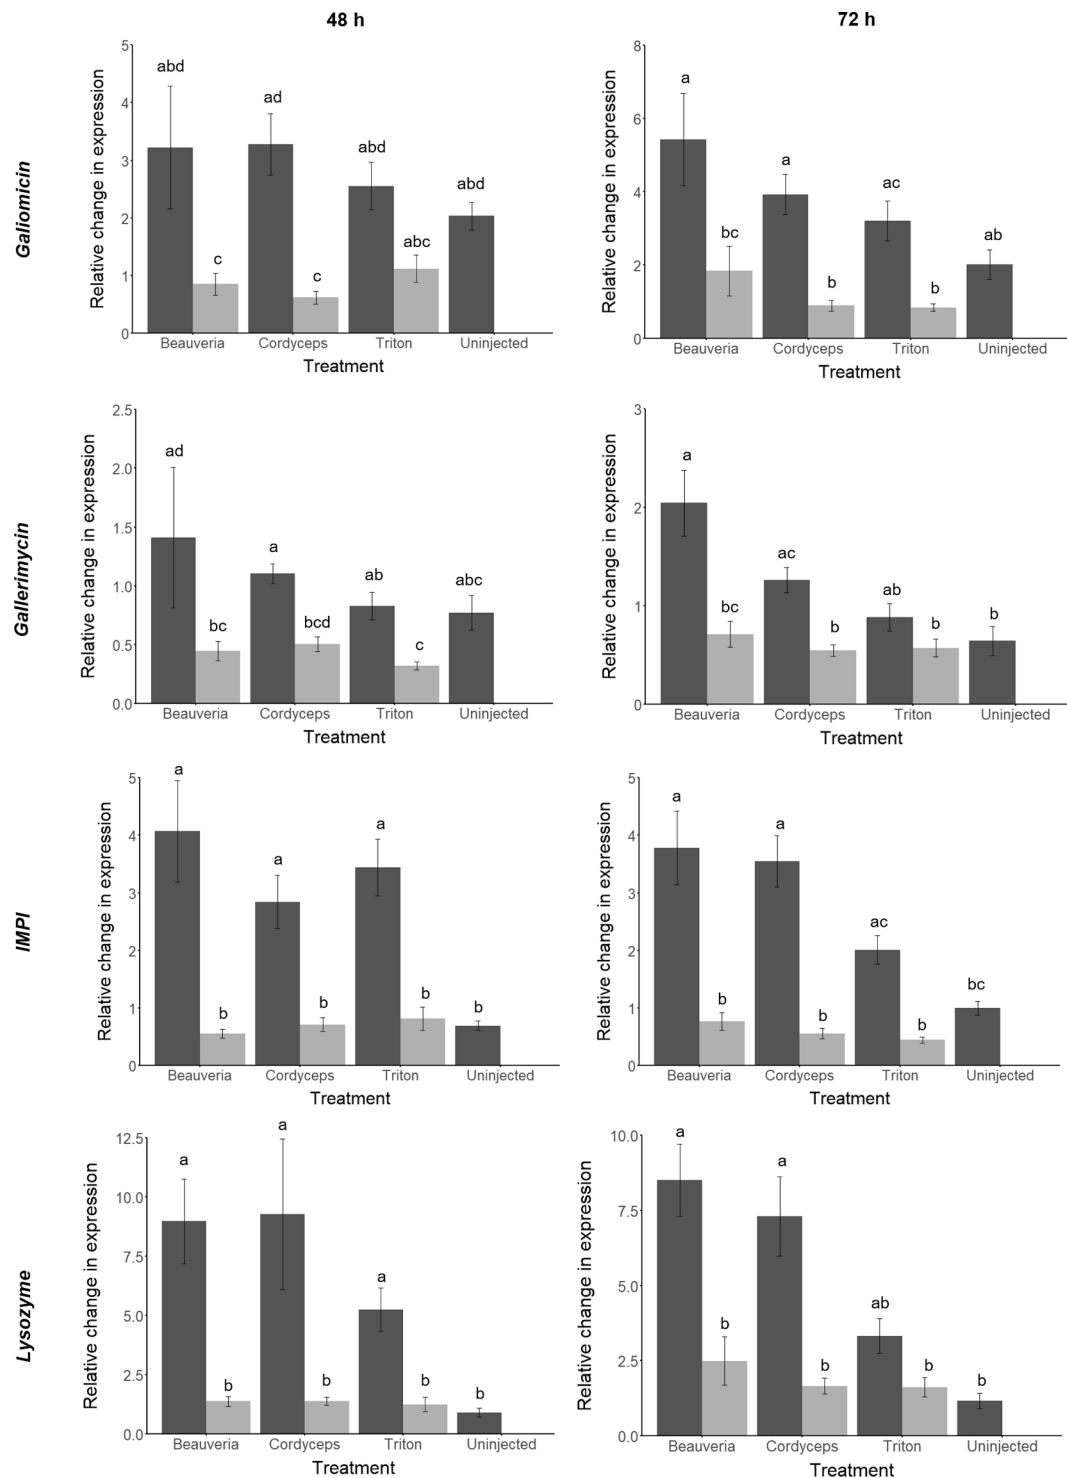 48 h
72 h
Galiomicin
Relative change in expression
5
4
3
2
1
0
abd
c
ad
c
abd
abc
abd
Beauveria Cordyceps Triton Uninjected
Treatment
Relative change in expression
8
6
4
2
0
a
bc
a
b
ac
b
ab
Beauveria Cordyceps Triton Uninjected
Treatment
Gallerimycin
Relative change in expression
2.5
2.0
1.5
1.0
0.5
0.0
ad
bc
a
bcd
ab
c
abc
Beauveria Cordyceps Triton Uninjected
Treatment
Relative change in expression
3
2
1
0
a
bc
ac
b
ab
b
b
Beauveria Cordyceps Triton Uninjected
Treatment
IMPI
Relative change in expression
5
4
3
2
1
0
a
b
a
b
a
b
b
Beauveria Cordyceps Triton Uninjected
Treatment
Relative change in expression
5
4
3
2
1
0
a
b
a
b
ac
b
bc
Beauveria Cordyceps Triton Uninjected
Treatment
Lysozyme
Relative change in expression
12.5
10.0
7.5
5.0
2.5
0.0
a
b
a
b
a
b
b
Beauveria Cordyceps Triton Uninjected
Treatment
Relative change in expression
10.0
7.5
5.0
2.5
0.0
a
b
a
b
ab
b
b
Beauveria Cordyceps Triton Uninjected
Treatment